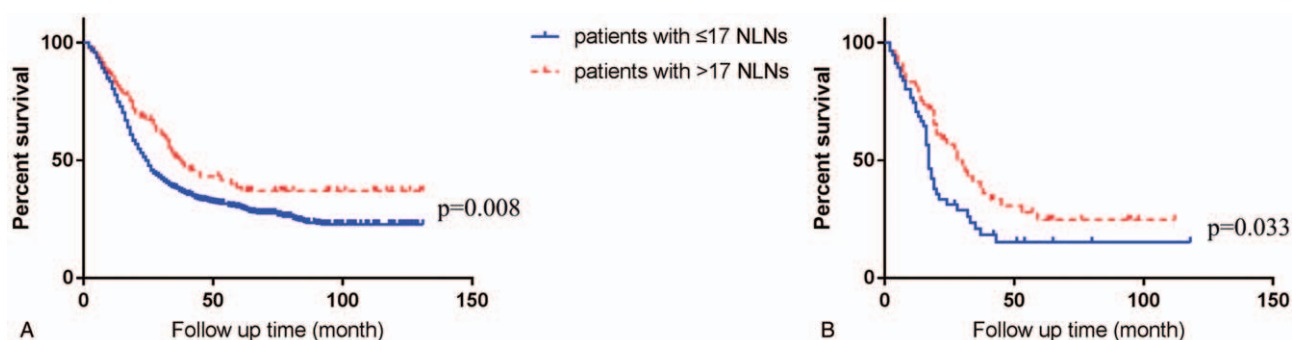 Percent survival
100
50
0
0
50
100
150
p=0.008
Follow up time (month)
A
patients with ≤17 NLNs
patients with >17 NLNs
Percent survival
100
50
0
0
50
100
150
p=0.033
Follow up time (month)
B